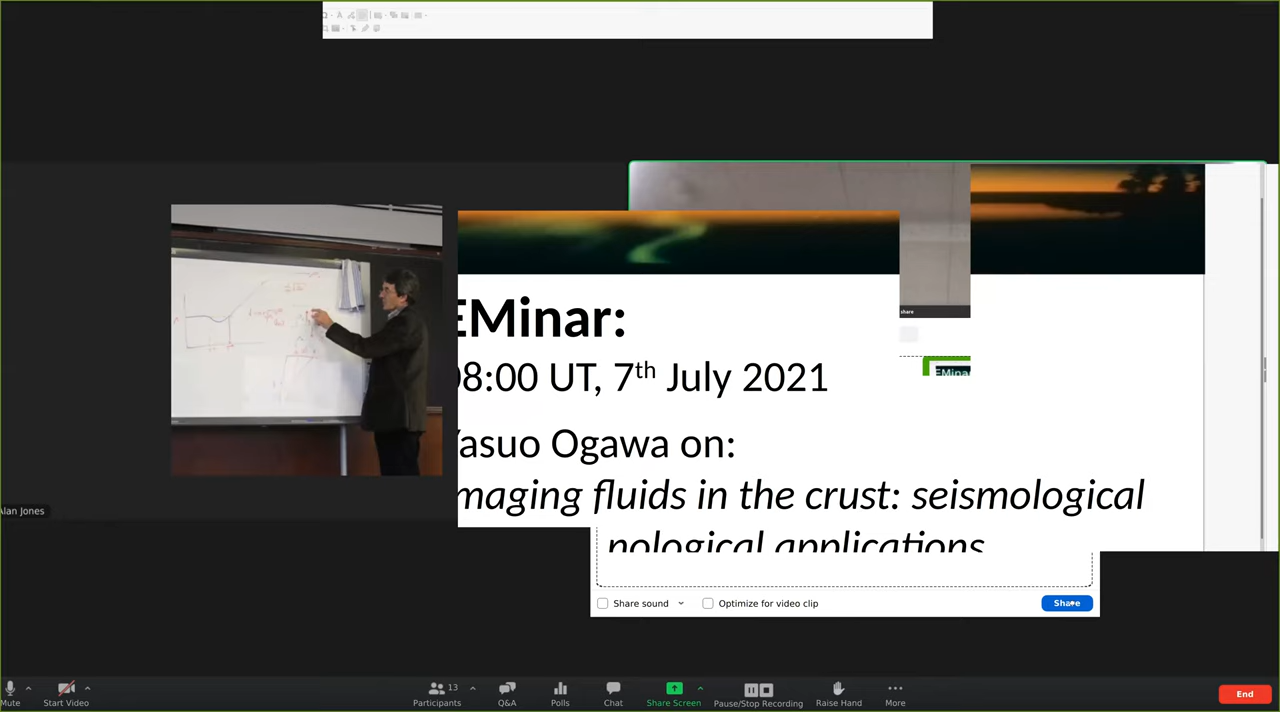 share
EMinar:
EMinar
08:00 UT, 7th July 2021
Yasuo Ogawa on:
maging fluids in the crust: seismological
nological applications
Alan Jones
Share sound
Optimize for video clip
Share
Mute
Start Video
13
Participants
Q&A
Polls
Chat
Share Screen
Pause/Stop Recording
Raise Hand
More
End